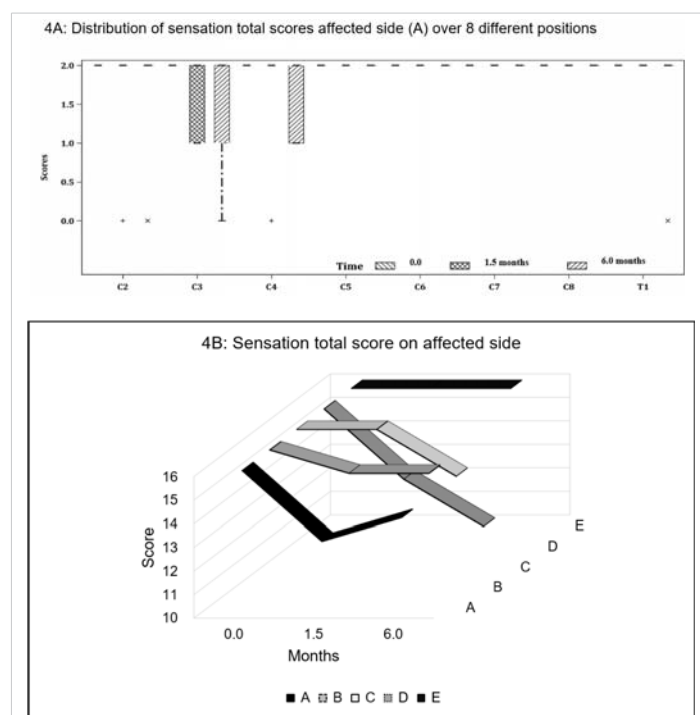 4A: Distribution of sensation total scores affected side (A) over 8 different positions
2.0
1.5
1.0
0.5
0.0
Scores
Time 0.0 1.5 months 6.0 months
C2 C3 C4 C5 C6 C7 C8 T1
4B: Sensation total score on affected side
16
15
14
13
12
11
10
Score
E
D
C
B
A
0.0 1.5 6.0
Months
A B C D E